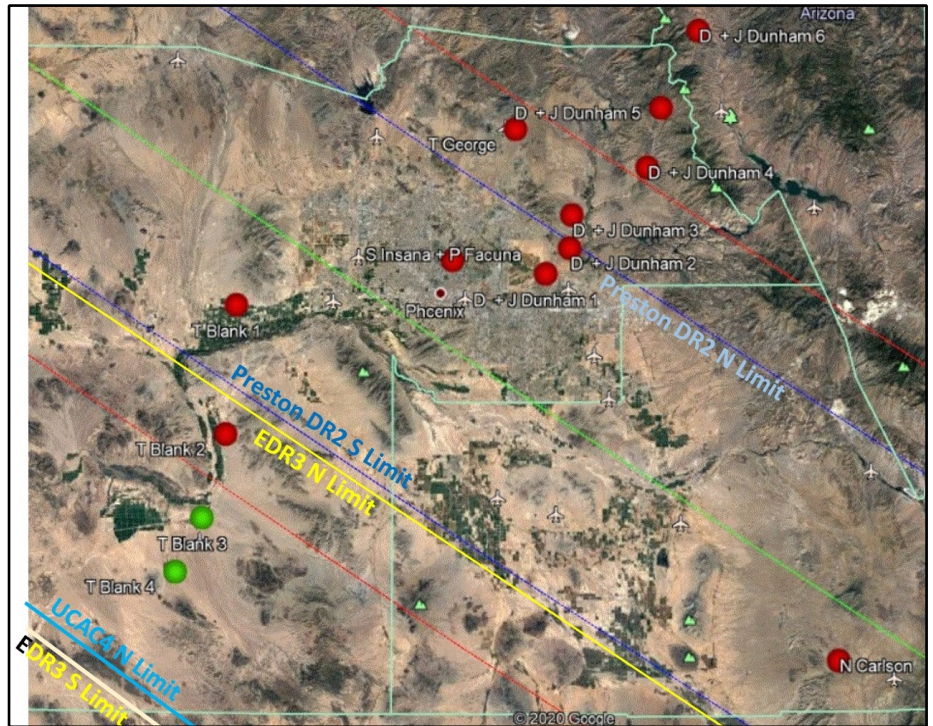 Arizona
D + J Dunham 6
D + J Dunham 5
T George
D + J Dunham 4
D + J Dunham 3
S Insana + P Facuna
D + J Dunham 2
D + J Dunham 1
Phoenix
T Blank 1
Preston DR2 N Limit
Preston DR2 S Limit
EDR3 N Limit
T Blank 2
T Blank 3
T Blank 4
UCAC4 N Limit
EDR3 S Limit
N Carlson
© 2020 Google